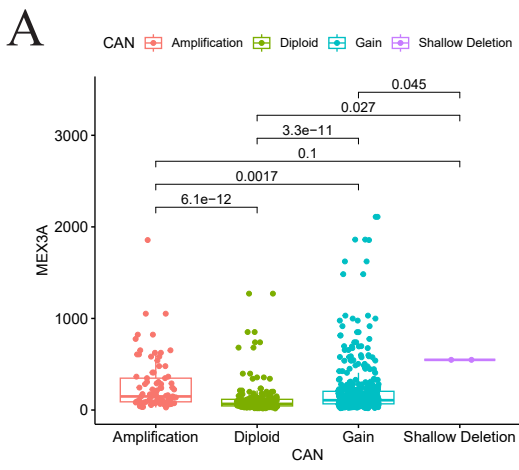 A
CAN Amplification Diploid Gain Shallow Deletion
0.045
0.027
3.3e−11
0.1
0.0017
6.1e−12
3000
2000
1000
0
MEX3A
Amplification Diploid Gain Shallow Deletion
CAN